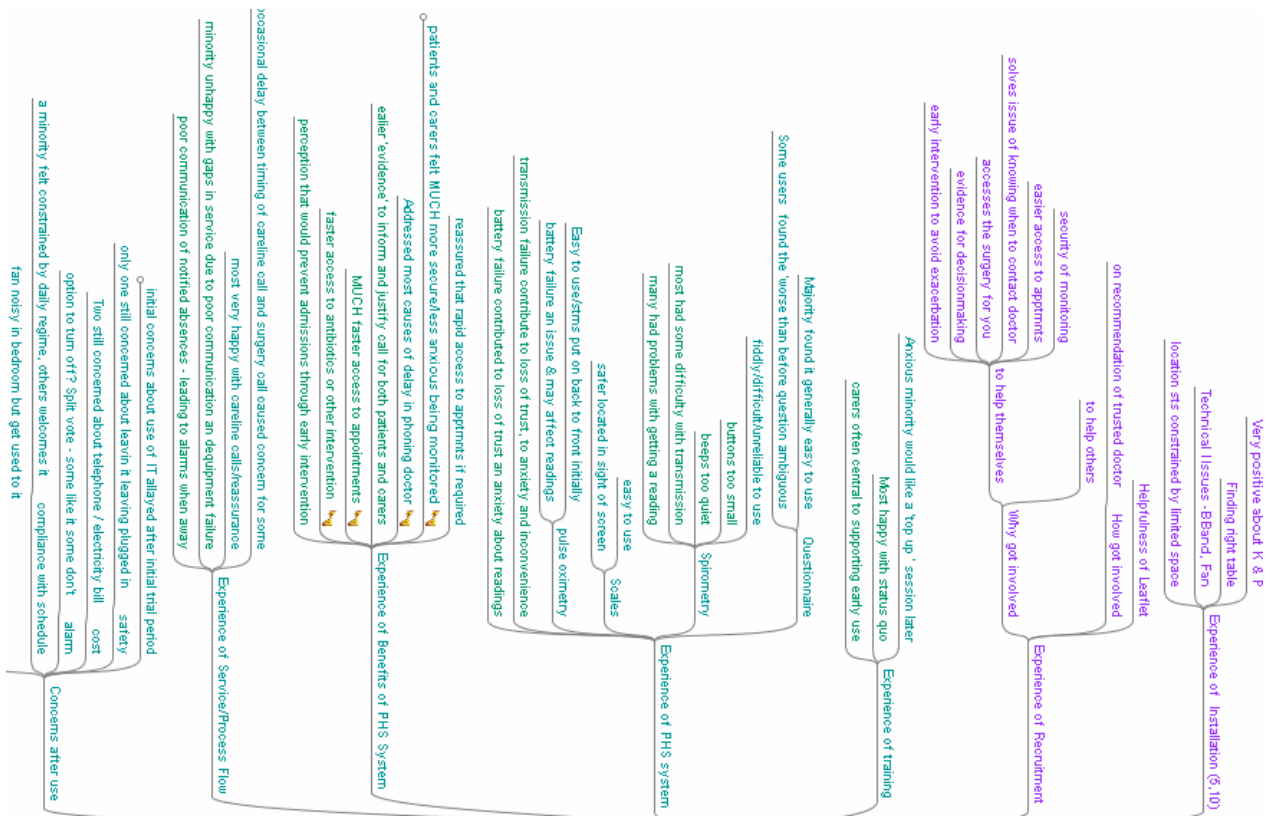 Very positive about K & P
Finding right table
Technical Issues - BBand, Fan
location sts constrained by limited space
Experience of Installation (5,10)
Helpfulness of Leaflet
on recommendation of trusted doctor
How got involved
to help others
security of monitoring
easier access to apptmnts
solves issue of knowing when to contact doctor
accesses the surgery for you
evidence for decisionmaking
early intervention to avoid exacerbation
to help themselves
Why got involved
Experience of Recruitment
Anxious minority would like a 'top up' session later
Most happy with status quo
carers often central to supporting early use
Experience of training
Majority found it generally easy to use
Some users found the 'worse than before question ambiguous
Questionnaire
fiddly/difficult/unreliable to use
buttons too small
beeps too quiet
most had some difficulty with transmission
many had problems with getting a reading
Spirometry
easy to use
safer located in sight of screen
Scales
Easy to use/stms put on back to front initially
battery failure an issue & may affect readings
pulse oximetry
transmission failure contribute to loss of trust, to anxiety and inconvenience
battery failure contributed to loss of trust an anxiety about readings
Experience of PHS system
reassured that rapid access to apptmnts if required
patients and carers felt MUCH more secure/less anxious being monitored
Addressed most causes of delay in phoning doctor
ealier 'evidence' to inform and justify call for both patients and carers
MUCH faster access to appointments
faster access to antibiotics or other intervention
perception that would prevent admissions through early intervention
Experience of Benefits of PHS System
occasional delay between timing of careline call and surgery call caused concern for some
most very happy with careline calls/reassurance
minority unhappy with gaps in service due to poor communication an dequipment failure
poor communication of notified absences - leading to alarms when away
Experience of Service/Process Flow
initial concerns about use of IT allayed after initial trial period
only one still concerned about leavin it leaving plugged in
safety
Two still concerned about telephone / electricity bill
cost
option to turn off? Split vote - some like it some don't
alarm
a minority felt constrained by daily regime, others welcomes it
compliance with schedule
fan noisy in bedroom but get used to it
Concerns after use